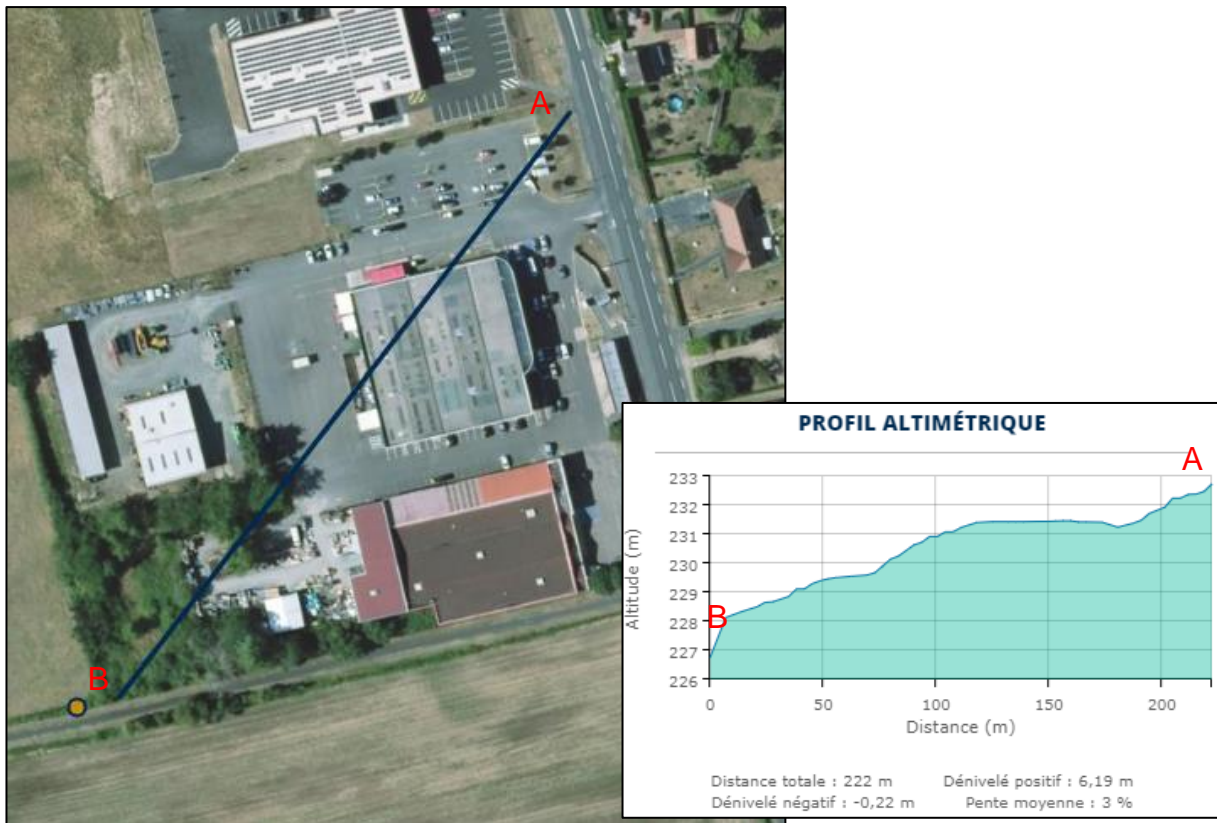 A
B
PROFIL ALTIMÉTRIQUE
A
233
232
231
230
229
228
227
226
Altitude (m)
B
0 50 100 150 200
Distance (m)
Distance totale : 222 m Dénivelé positif : 6,19 m
Dénivelé négatif : -0,22 m Pente moyenne : 3 %